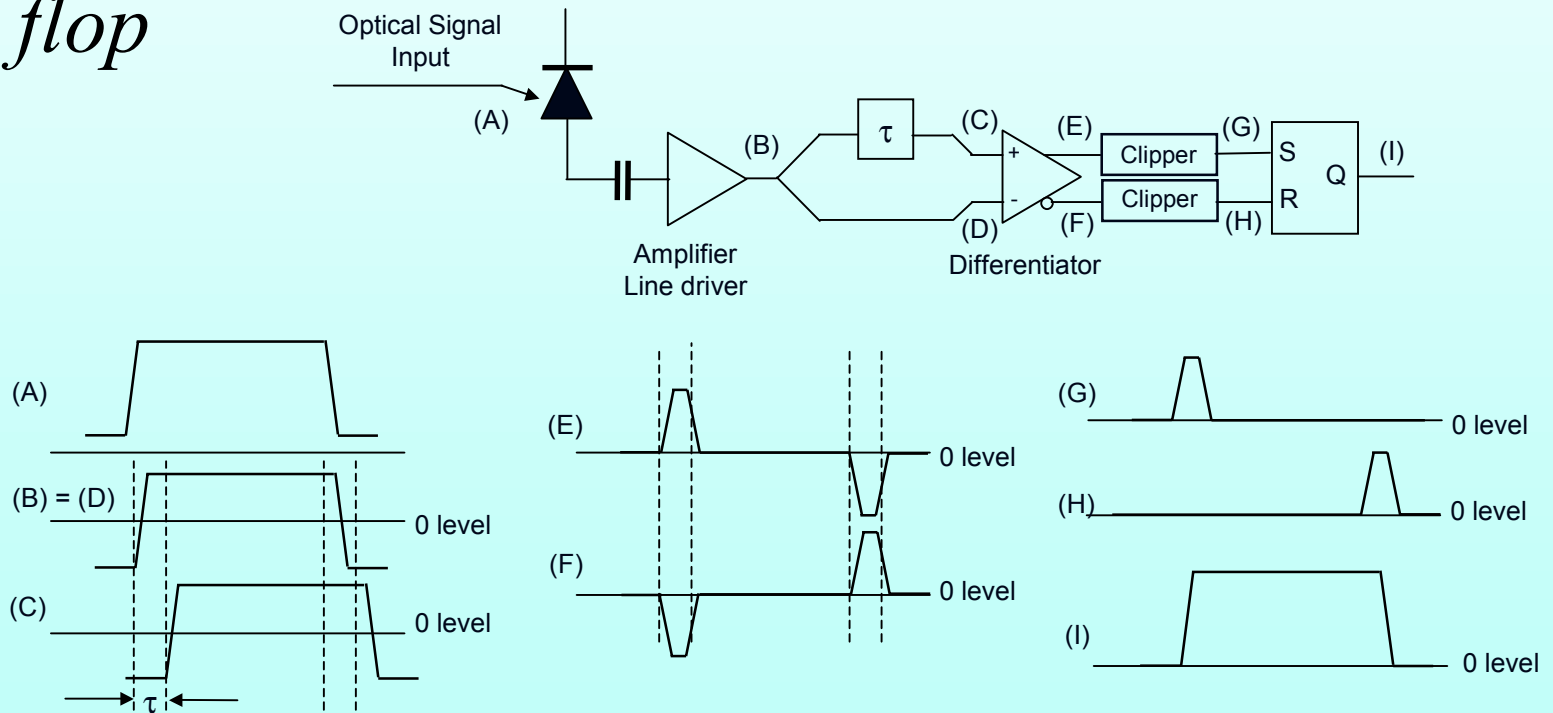 flop
Optical Signal
Input
(A)
(B)
τ
(C)
(D)
+
-
(E)
(F)
Clipper
Clipper
(G)
(H)
S
R
Q
(I)
Amplifier
Line driver
Differentiator
(A)
(B) = (D)
0 level
(C)
0 level
τ
(E)
0 level
(F)
0 level
(G)
0 level
(H)
0 level
(I)
0 level